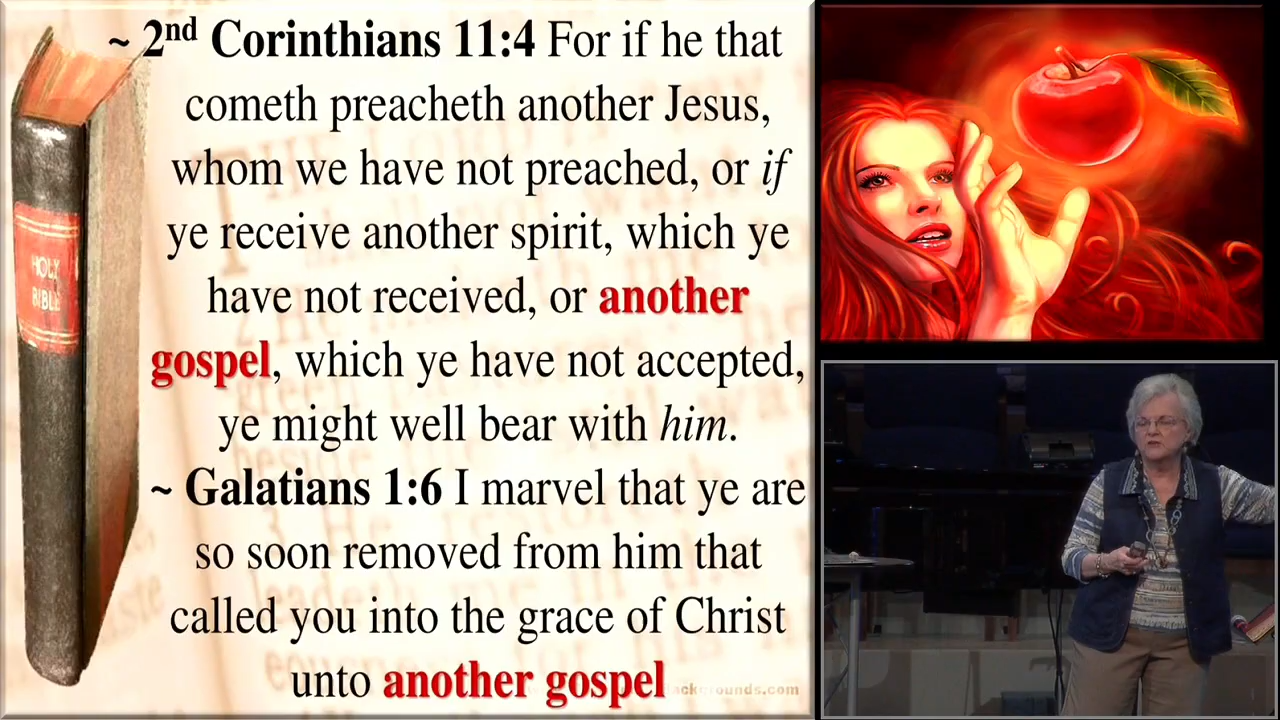 ~ 2nd Corinthians 11:4 For if he that
cometh preacheth another Jesus,
whom we have not preached, or if
ye receive another spirit, which ye
have not received, or another
gospel, which ye have not accepted,
ye might well bear with him.
~ Galatians 1:6 I marvel that ye are
so soon removed from him that
called you into the grace of Christ
unto another gospel
HOLY
BIBLE